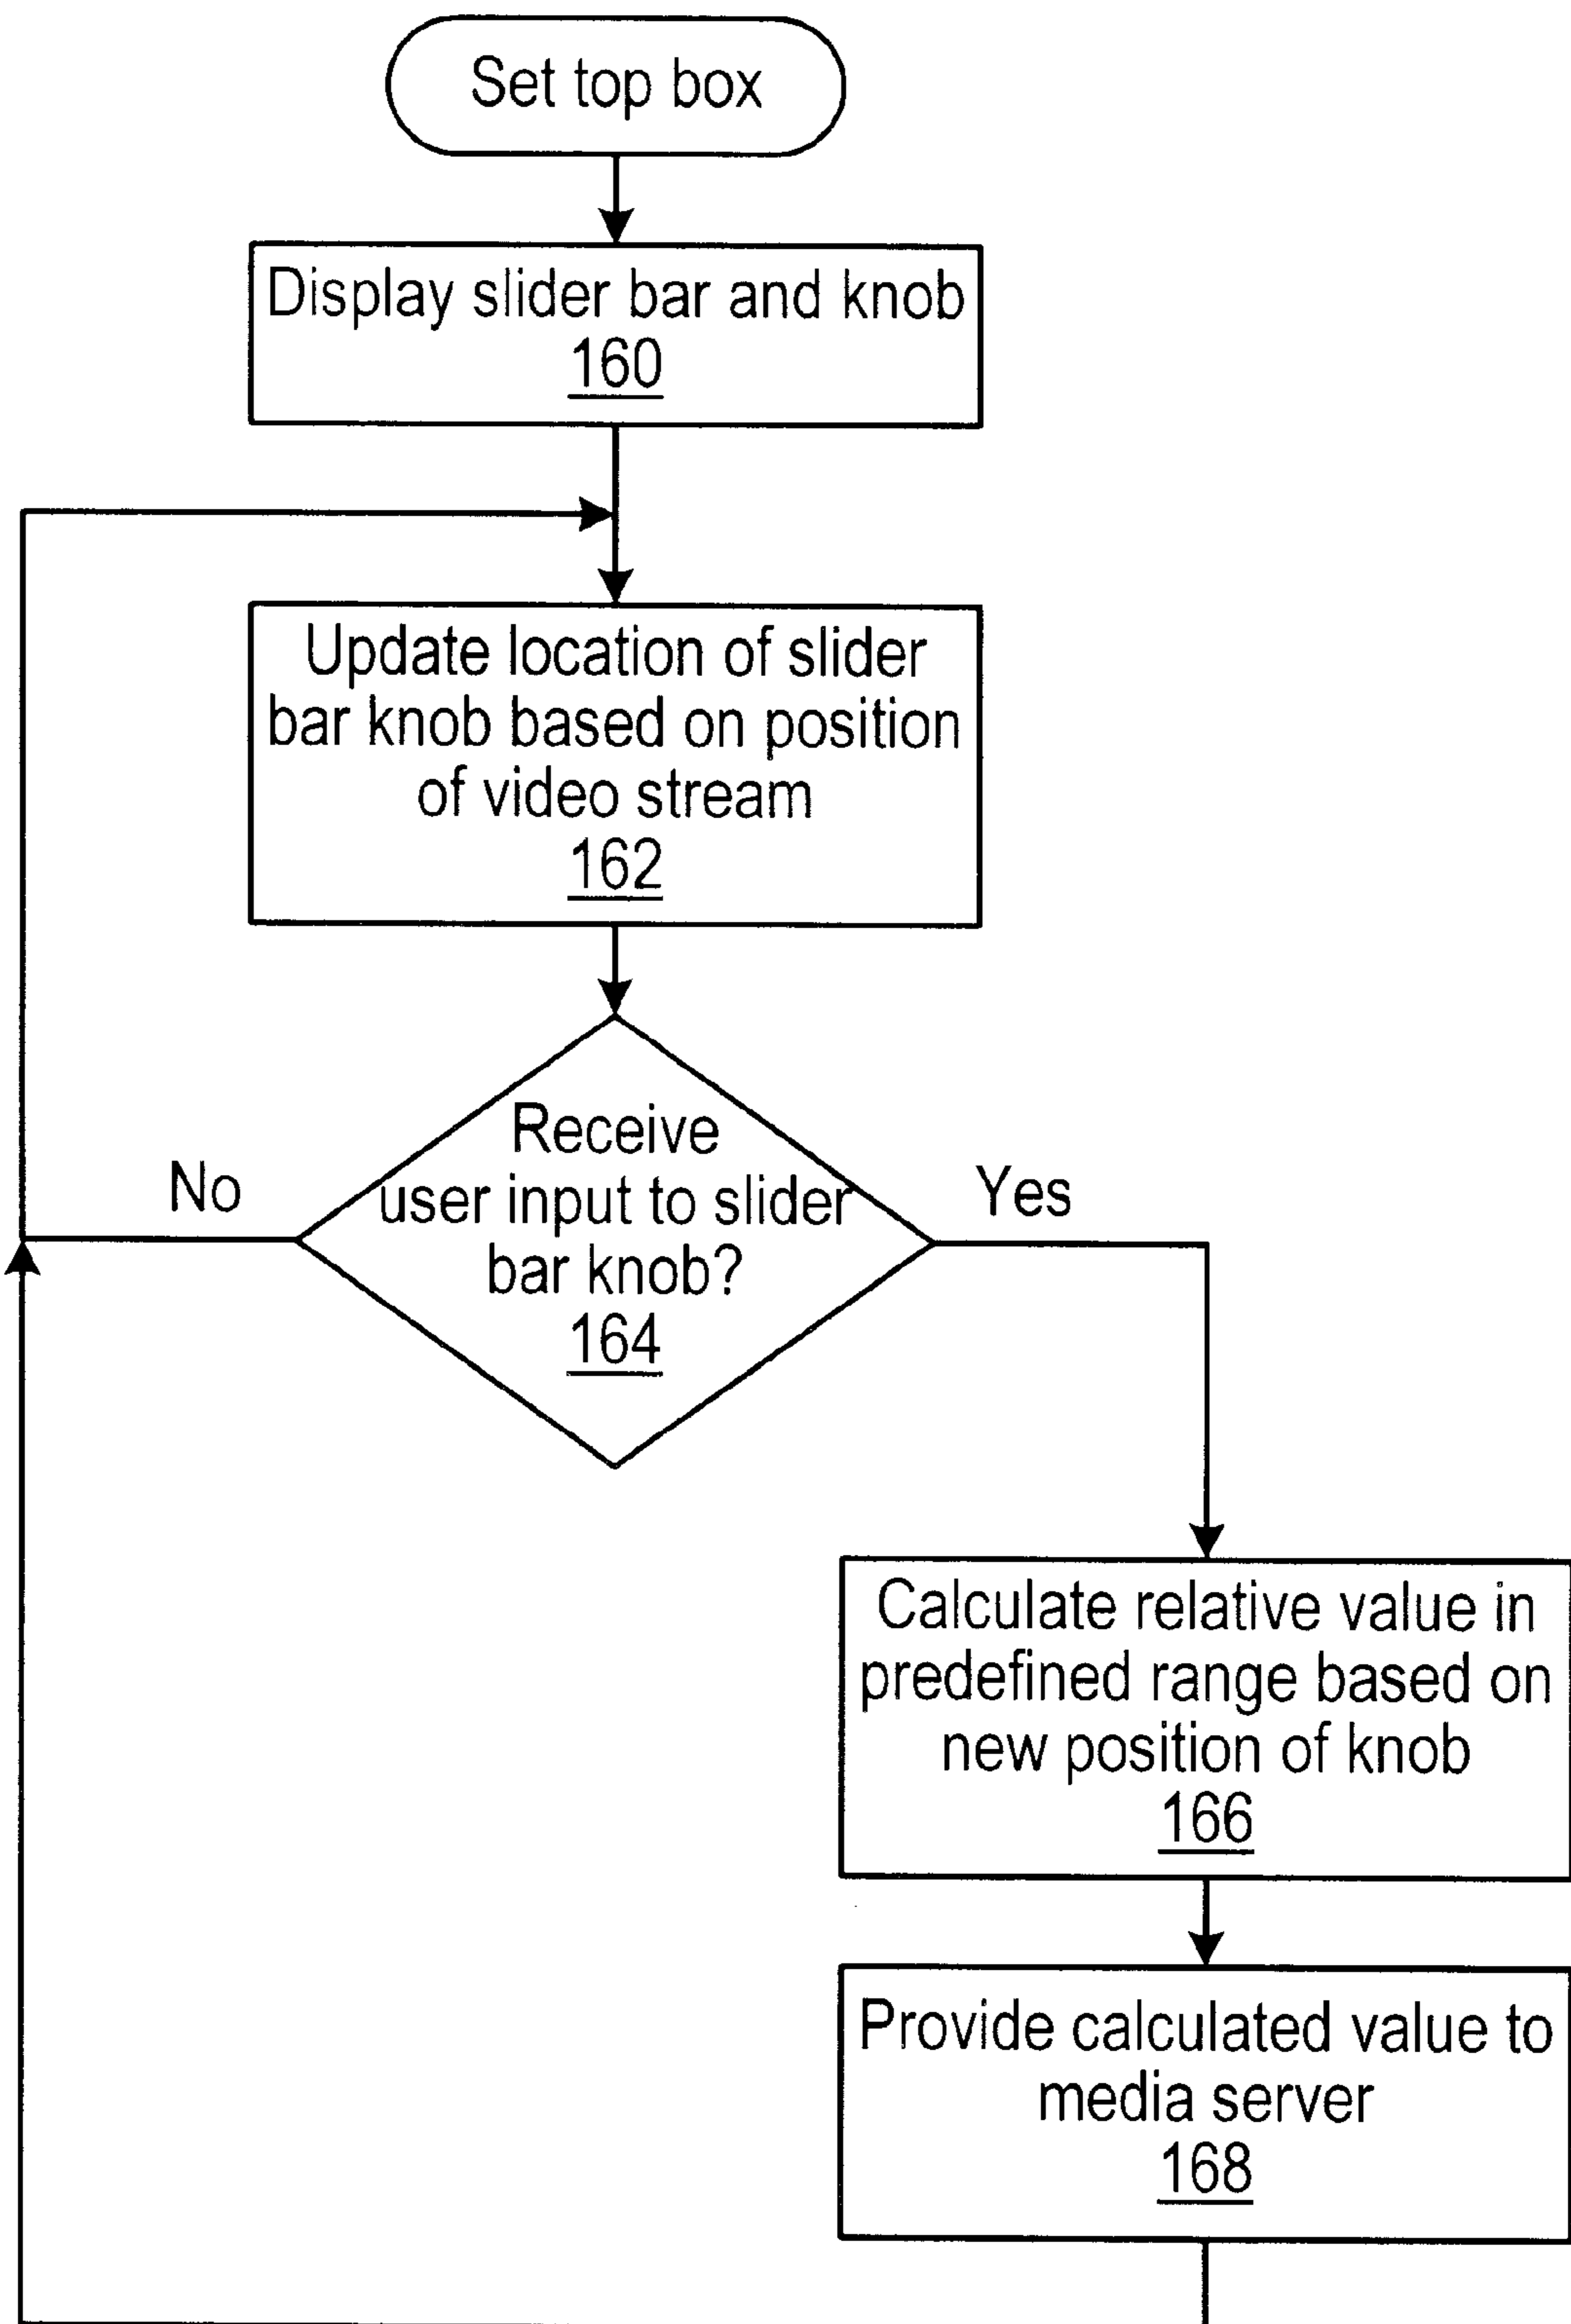 Set top box
Display slider bar and knob
160
Update location of slider
bar knob based on position
of video stream
162
Receive
user input to slider
bar knob?
164
No
Yes
Calculate relative value in
predefined range based on
new position of knob
166
Provide calculated value to
media server
168